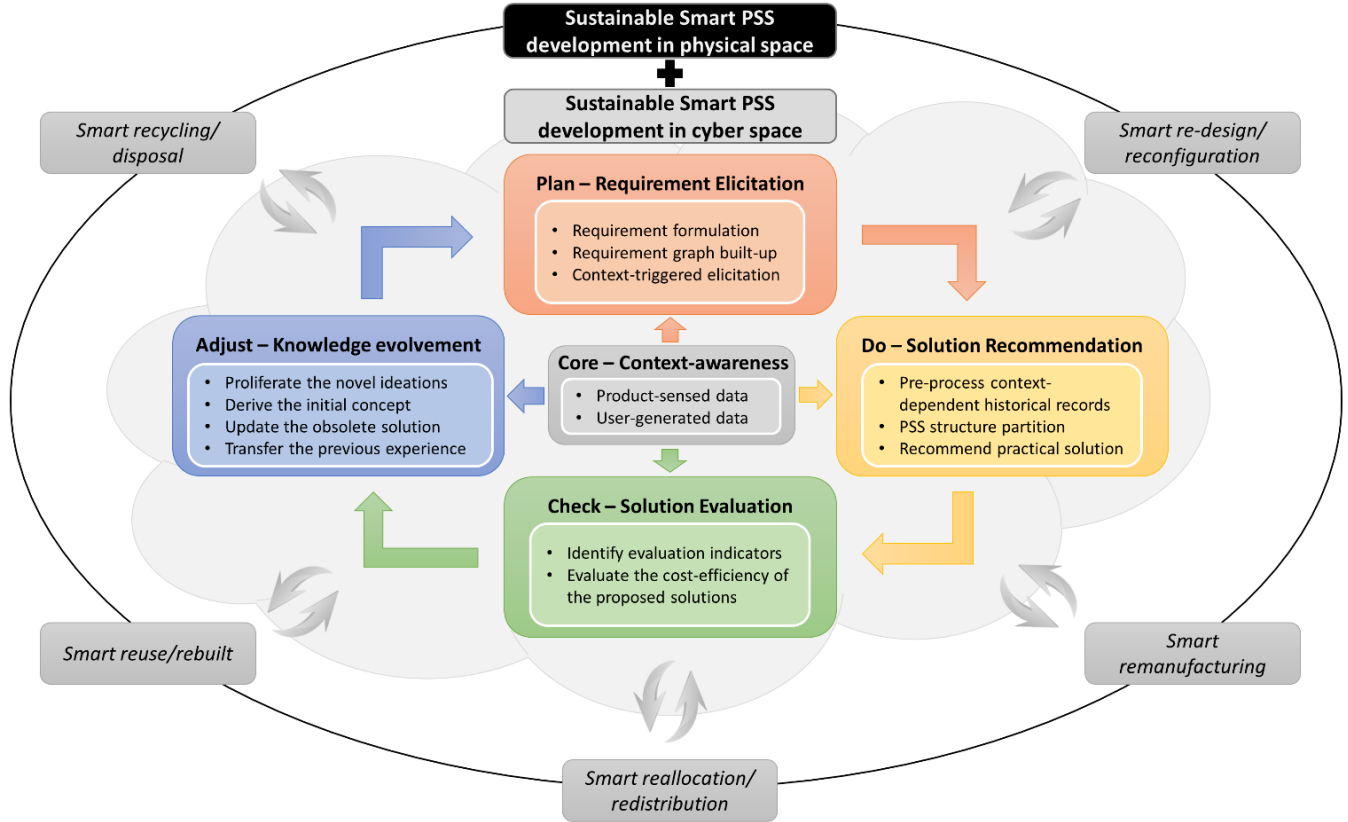 Sustainable Smart PSS
development in physical space
Sustainable Smart PSS
development in cyber space
Smart recycling/
disposal
Smart re-design/
reconfiguration
Plan – Requirement Elicitation
• Requirement formulation
• Requirement graph built-up
• Context-triggered elicitation
Adjust – Knowledge evolvement
• Proliferate the novel ideations
• Derive the initial concept
• Update the obsolete solution
• Transfer the previous experience
Core – Context-awareness
• Product-sensed data
• User-generated data
Do – Solution Recommendation
• Pre-process context-
dependent historical records
• PSS structure partition
• Recommend practical solution
Check – Solution Evaluation
• Identify evaluation indicators
• Evaluate the cost-efficiency of
the proposed solutions
Smart reuse/rebuilt
Smart
remanufacturing
Smart reallocation/
redistribution